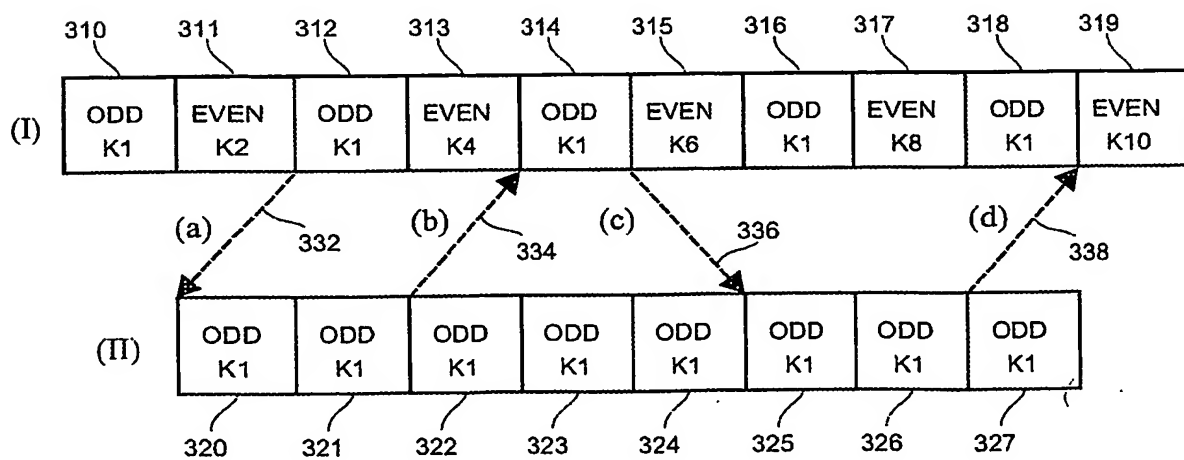 310 311 312 313 314 315 316 317 318 319
(I) ODD EVEN ODD EVEN ODD EVEN ODD EVEN ODD EVEN
K1 K2 K1 K4 K1 K6 K1 K8 K1 K10
(a) 332 (b) 334 (c) 336 (d) 338
(II) ODD ODD ODD ODD ODD ODD ODD ODD
K1 K1 K1 K1 K1 K1 K1 K1
320 321 322 323 324 325 326 327